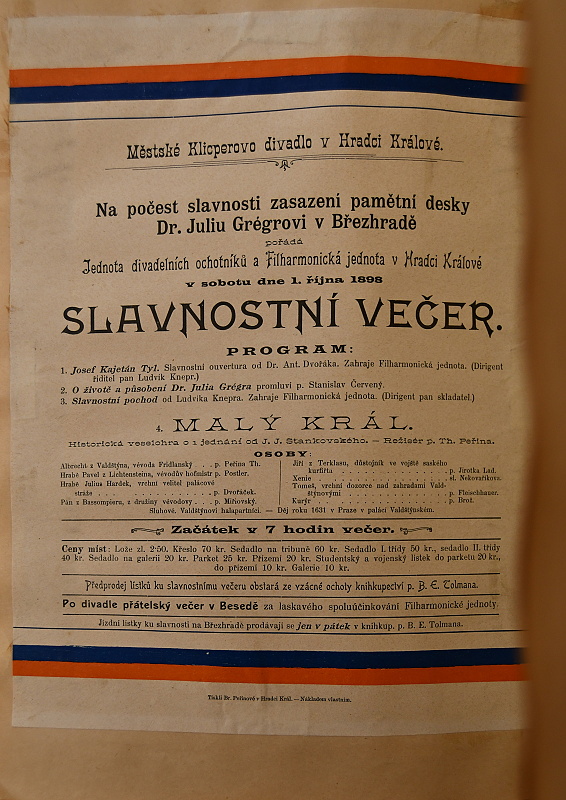 Městské Klicperovo divadlo v Hradci Králové.
Na počest slavnosti zasazení pamětní desky
Dr. Juliu Grégrovi v Březhradě
pořádá
Jednota divadelních ochotníků a Filharmonická jednota v Hradci Králové
v sobotu dne 1. října 1898
SLAVNOSTNÍ VEČER.
PROGRAM:
1. Josef Kajetán Tyl. Slavnostní ouvertura od Dr. Ant. Dvořáka. Zahraje Filharmonická jednota. (Dirigent
řiditel pan Ludvík Knepr.)
2. O životě a působení Dr. Julia Grégra promluví p. Stanislav Červený.
3. Slavnostní pochod od Ludvíka Knepra. Zahraje Filharmonická jednota. (Dirigent pan skladatel.)
4. MALÝ KRÁL.
Historická veselohra o 1 jednání od J. J. Stankovského. — Režisér p. Th. Peřina.
OSOBY:
Albrecht z Valdštýna, vévoda Fridlanský . . . p. Peřina Th.
Hrabě Pavel z Lichtensteina, vévodův hofmistr p. Postler.
Hrabě Julius Hardek, vrchní velitel palácové
stráže . . . p. Dvořáček.
Pán z Bassompieru, z družiny vévodovy . . . p. Miňovský.
Jiří z Terklasu, důstojník ve vojště saského
kurfiřta . . . p. Jirotka Lad.
Xenie . . . sl. Nekovaříkova.
Tomeš, vrchní dozorce nad zahradami Vald-
štýnovými . . . p. Fleischhauer.
Kurýr . . . p. Brož.
Sluhové. Valdštýnovi halapartníci. — Děj roku 1631 v Praze v paláci Valdštýnském.
Začátek v 7 hodin večer.
Ceny míst: Lože zl. 2·50. Křeslo 70 kr. Sedadlo na tribuně 60 kr. Sedadlo I. třídy 50 kr., sedadlo II. třídy
40 kr. Sedadlo na galerii 20 kr. Parket 25 kr. Přízemí 20 kr. Studentský a vojenský lístek do parketu 20 kr.,
do přízemí 10 kr. Galerie 10 kr.
Předprodej lístků ku slavnostnímu večeru obstará ze vzácné ochoty knihkupectví p. B. E. Tolmana.
Po divadle přátelský večer v Besedě za laskavého spoluúčinkování Filharmonické jednoty.
Jízdní lístky ku slavnosti na Březhradě prodávají se jen v pátek v knihkup. p. B. E. Tolmana.
Tiskli Br. Peřinové v Hradci Král. — Nákladem vlastním.